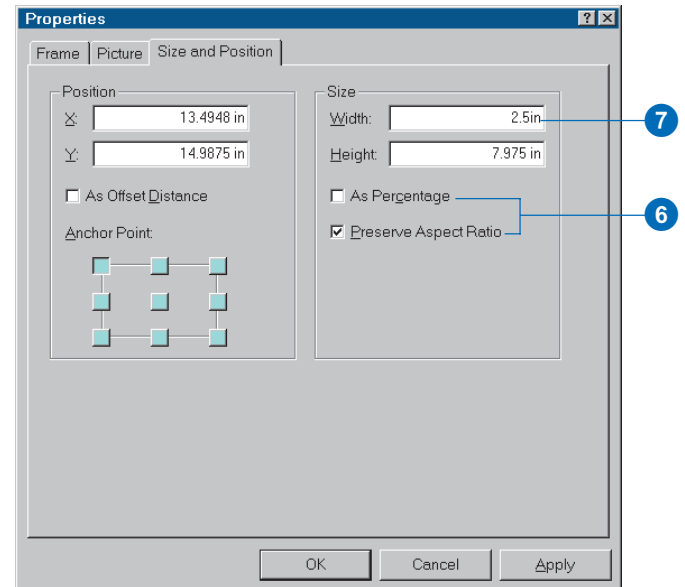 Properties
Frame Picture Size and Position
Position
X: 13.4948 in
Y: 14.9875 in
As Offset Distance
Anchor Point:
Size
Width: 2.5in
Height: 7.975 in
As Percentage
Preserve Aspect Ratio
7
6
OK Cancel Apply